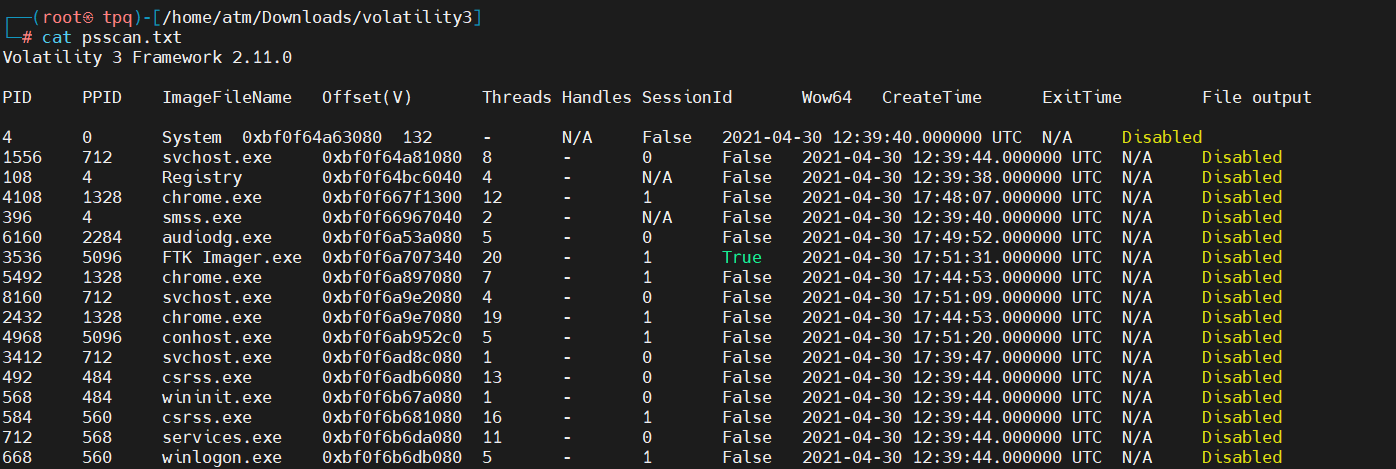 ┌──(root㉿ tpq)-[/home/atm/Downloads/volatility3]
└─# cat psscan.txt
Volatility 3 Framework 2.11.0
PID PPID ImageFileName Offset(V) Threads Handles SessionId Wow64 CreateTime ExitTime File output
4 0 System 0xbf0f64a63080 132 - N/A False 2021-04-30 12:39:40.000000 UTC N/A Disabled
1556 712 svchost.exe 0xbf0f64a81080 8 - 0 False 2021-04-30 12:39:44.000000 UTC N/A Disabled
108 4 Registry 0xbf0f64bc6040 4 - N/A False 2021-04-30 12:39:38.000000 UTC N/A Disabled
4108 1328 chrome.exe 0xbf0f667f1300 12 - 1 False 2021-04-30 17:48:07.000000 UTC N/A Disabled
396 4 smss.exe 0xbf0f66967040 2 - N/A False 2021-04-30 12:39:40.000000 UTC N/A Disabled
6160 2284 audiodg.exe 0xbf0f6a53a080 5 - 0 False 2021-04-30 17:49:52.000000 UTC N/A Disabled
3536 5096 FTK Imager.exe 0xbf0f6a707340 20 - 1 True 2021-04-30 17:51:31.000000 UTC N/A Disabled
5492 1328 chrome.exe 0xbf0f6a897080 7 - 1 False 2021-04-30 17:44:53.000000 UTC N/A Disabled
8160 712 svchost.exe 0xbf0f6a9e2080 4 - 0 False 2021-04-30 17:51:09.000000 UTC N/A Disabled
2432 1328 chrome.exe 0xbf0f6a9e7080 19 - 1 False 2021-04-30 17:44:53.000000 UTC N/A Disabled
4968 5096 conhost.exe 0xbf0f6ab952c0 5 - 1 False 2021-04-30 17:51:20.000000 UTC N/A Disabled
3412 712 svchost.exe 0xbf0f6ad8c080 1 - 0 False 2021-04-30 17:39:47.000000 UTC N/A Disabled
492 484 csrss.exe 0xbf0f6adb6080 13 - 0 False 2021-04-30 12:39:44.000000 UTC N/A Disabled
568 484 wininit.exe 0xbf0f6b67a080 1 - 0 False 2021-04-30 12:39:44.000000 UTC N/A Disabled
584 560 csrss.exe 0xbf0f6b681080 16 - 1 False 2021-04-30 12:39:44.000000 UTC N/A Disabled
712 568 services.exe 0xbf0f6b6da080 11 - 0 False 2021-04-30 12:39:44.000000 UTC N/A Disabled
668 560 winlogon.exe 0xbf0f6b6db080 5 - 1 False 2021-04-30 12:39:44.000000 UTC N/A Disabled